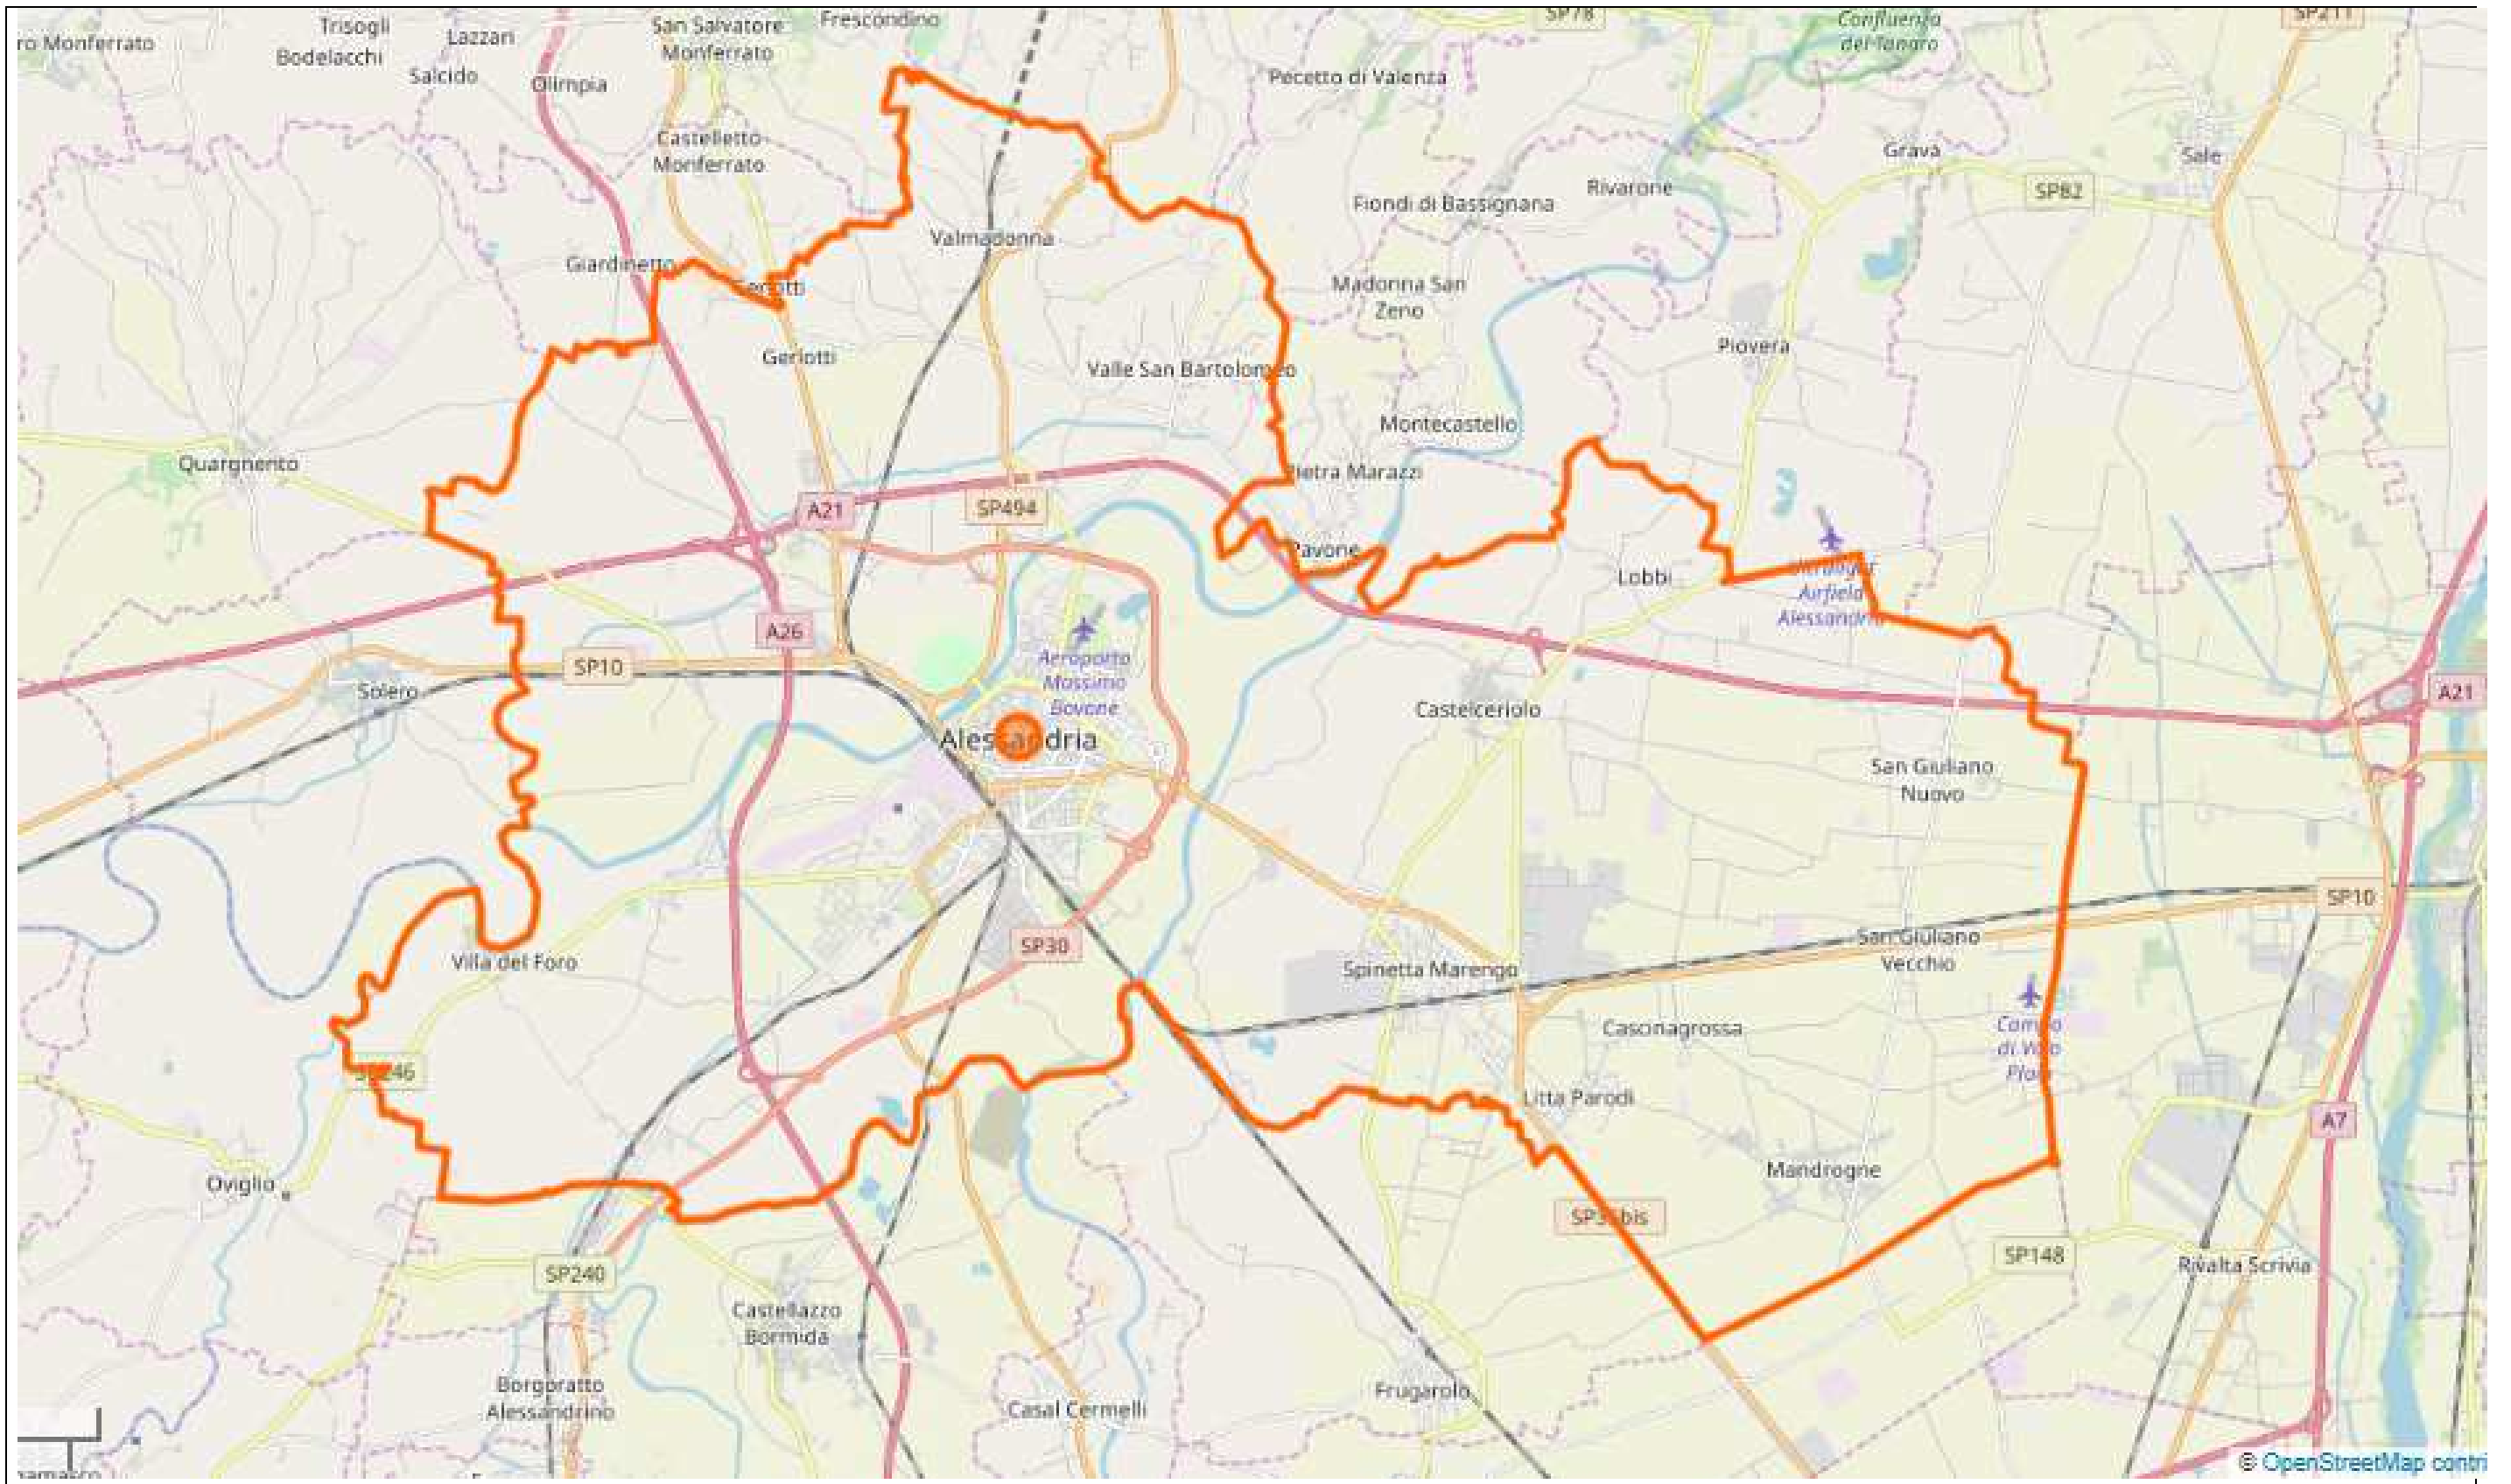 Trisogli
Lazzari
San Salvatore
Monferrato
Frescondino
SP78
Confluenza
del Tanaro
SP211
ro Monferrato
Bodelacchi
Salcido
Olimpia
Pecetto di Valenza
Castelletto
Monferrato
Grava
Sale
Rivarone
SP82
Fiondi di Bassignana
Valmadonna
Giardinetto
Gerlotti
Madonna San
Zeno
Gerlotti
Valle San Bartolomeo
Piovera
Montecastello
Quargnento
Pietra Marazzi
A21
SP494
Pavone
Lobbi
Airfield
Alessandria
A26
SP10
Aeroporto
Massimo
Bovone
Solero
A21
Castelceriolo
Alessandria
San Giuliano
Nuovo
SP10
SP30
San Giuliano
Vecchio
Villa del Foro
Spinetta Marengo
Cascinagrossa
Campo
di Volo
SP246
Litta Parodi
A7
Mandrogne
Oviglio
SP35bis
SP148
Rivalta Scrivia
SP240
Castellazzo
Bormida
Borgoratto
Alessandrino
Frugarolo
Casal Cermelli
© OpenStreetMap contri